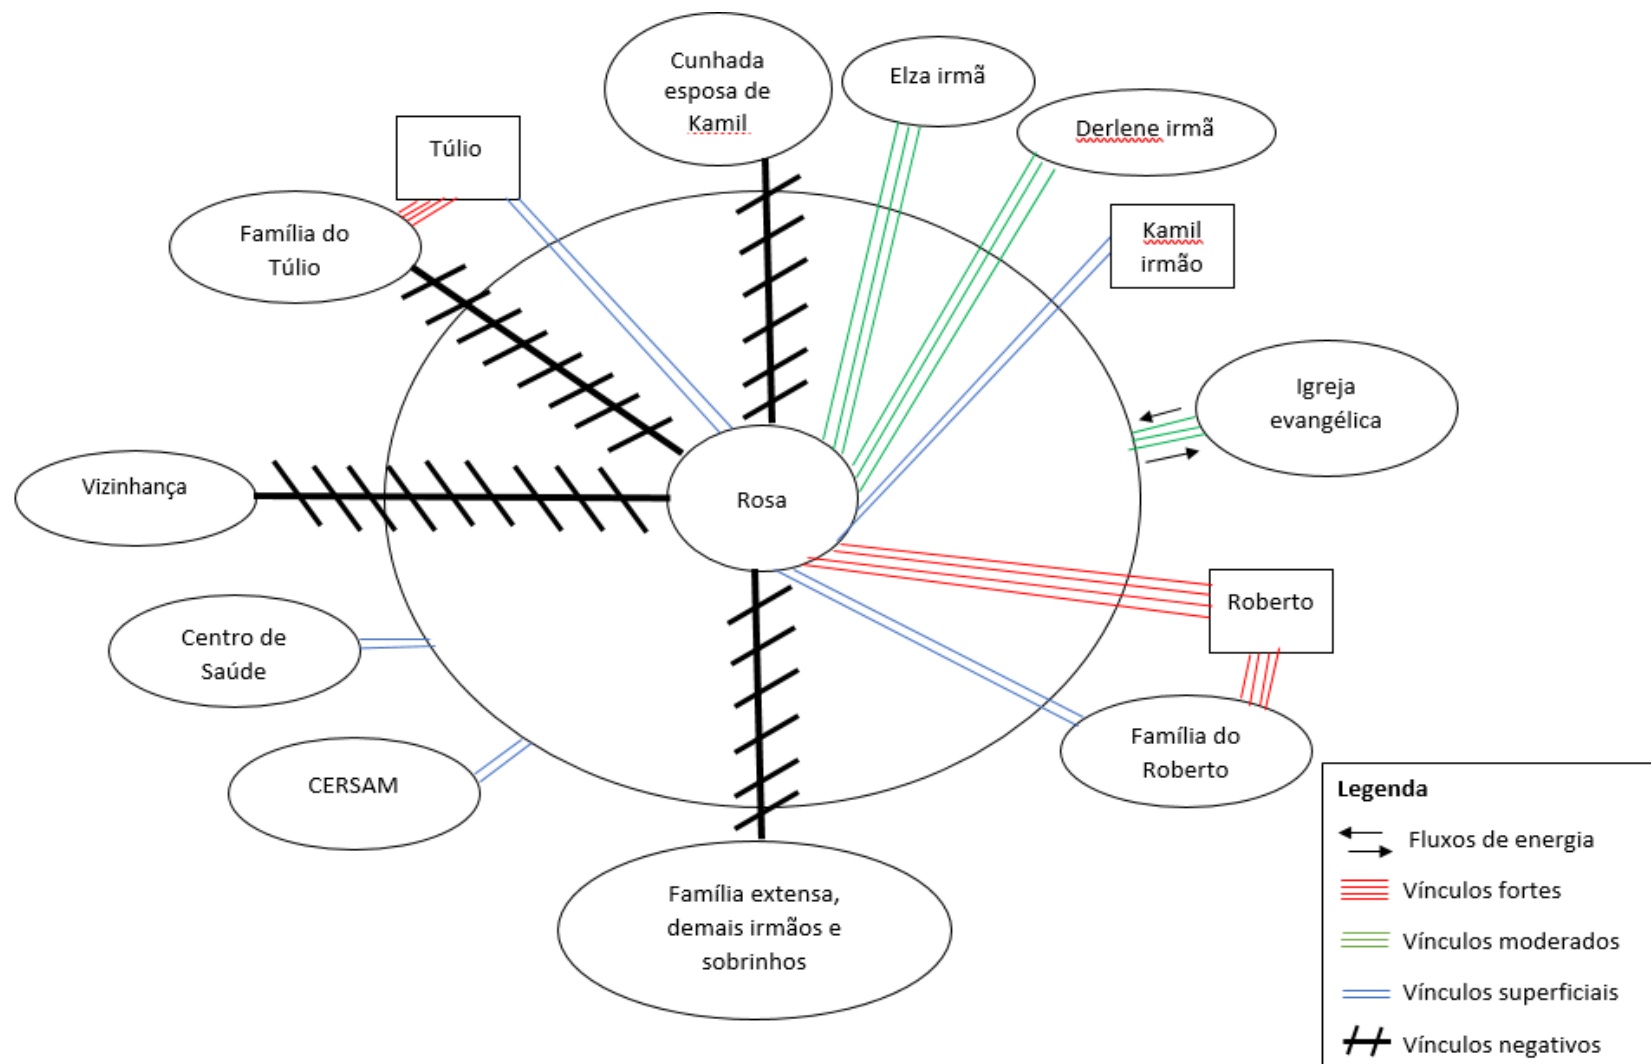 Cunhada
esposa de
Kamil
Elza irmã
Derlene irmã
Túlio
Família do
Túlio
Kamil
irmão
Igreja
evangélica
Vizinhança
Rosa
Roberto
Centro de
Saúde
Família do
Roberto
CERSAM
Família extensa,
demais irmãos e
sobrinhos
Legenda
Fluxos de energia
Vínculos fortes
Vínculos moderados
Vínculos superficiais
Vínculos negativos